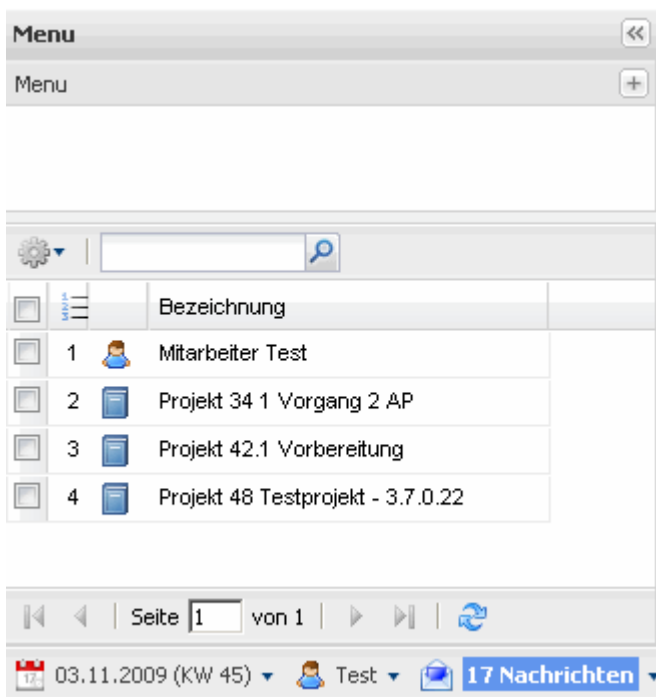 Menu
Menu
Bezeichnung
1 Mitarbeiter Test
2 Projekt 34 1 Vorgang 2 AP
3 Projekt 42.1 Vorbereitung
4 Projekt 48 Testprojekt - 3.7.0.22
Seite 1 von 1
17 03.11.2009 (KW 45) Test 17 Nachrichten